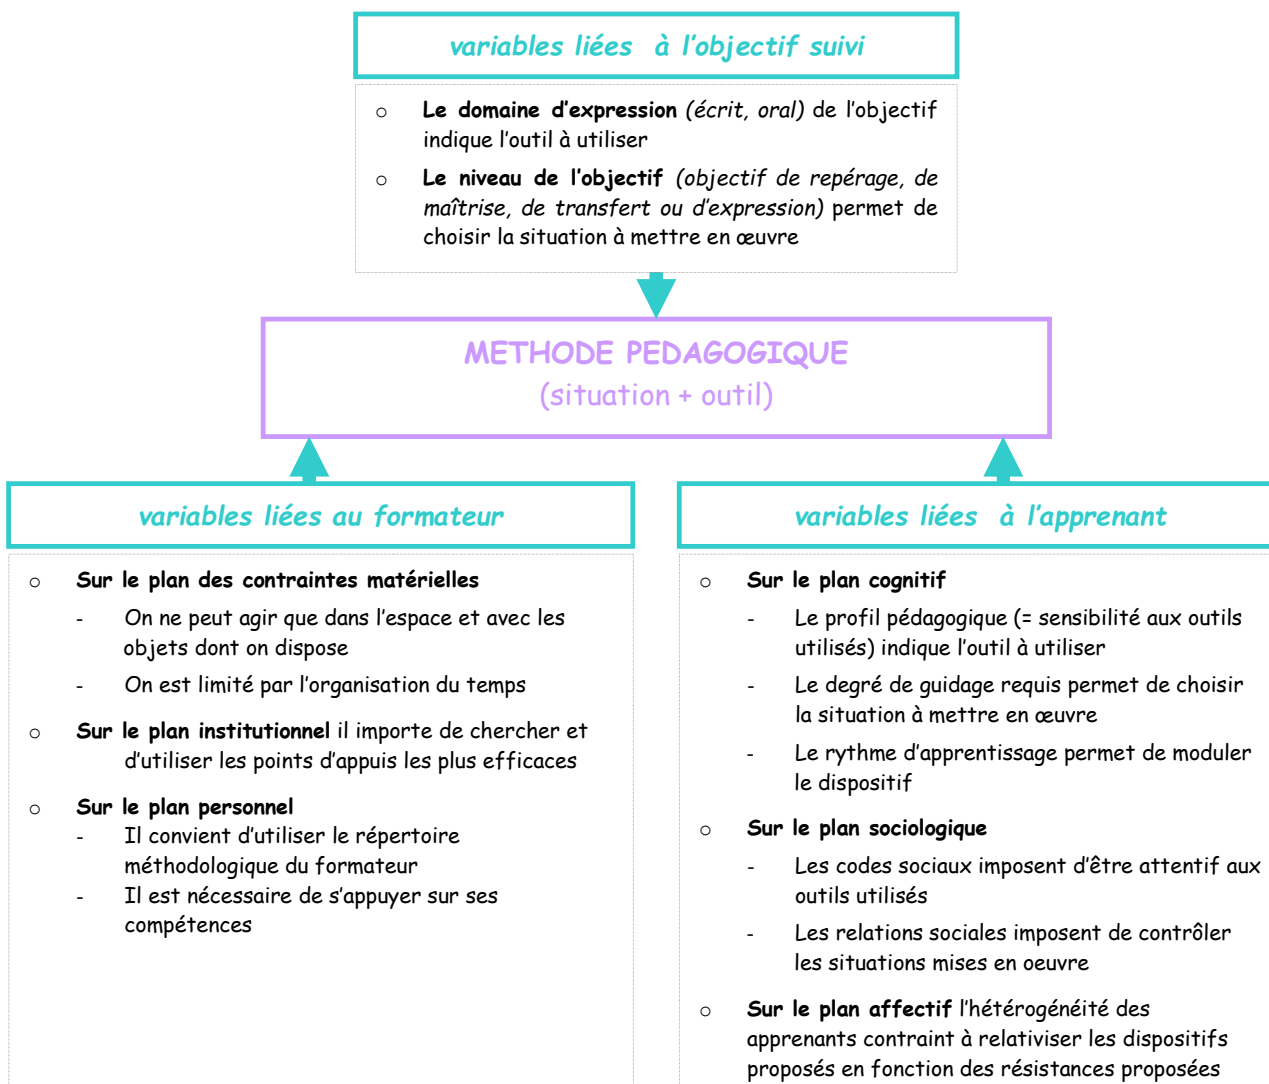 variables liées à l'objectif suivi
o Le domaine d'expression (écrit, oral) de l'objectif
indique l'outil à utiliser
o Le niveau de l'objectif (objectif de repérage, de
maîtrise, de transfert ou d'expression) permet de
choisir la situation à mettre en œuvre
METHODE PEDAGOGIQUE
(situation + outil)
variables liées au formateur
o Sur le plan des contraintes matérielles
- On ne peut agir que dans l'espace et avec les
objets dont on dispose
- On est limité par l'organisation du temps
o Sur le plan institutionnel il importe de chercher et
d'utiliser les points d'appuis les plus efficaces
o Sur le plan personnel
- Il convient d'utiliser le répertoire
méthodologique du formateur
- Il est nécessaire de s'appuyer sur ses
compétences
variables liées à l'apprenant
o Sur le plan cognitif
- Le profil pédagogique (= sensibilité aux outils
utilisés) indique l'outil à utiliser
- Le degré de guidage requis permet de choisir
la situation à mettre en œuvre
- Le rythme d'apprentissage permet de moduler
le dispositif
o Sur le plan sociologique
- Les codes sociaux imposent d'être attentif aux
outils utilisés
- Les relations sociales imposent de contrôler
les situations mises en oeuvre
o Sur le plan affectif l'hétérogénéité des
apprenants contraint à relativiser les dispositifs
proposés en fonction des résistances proposées